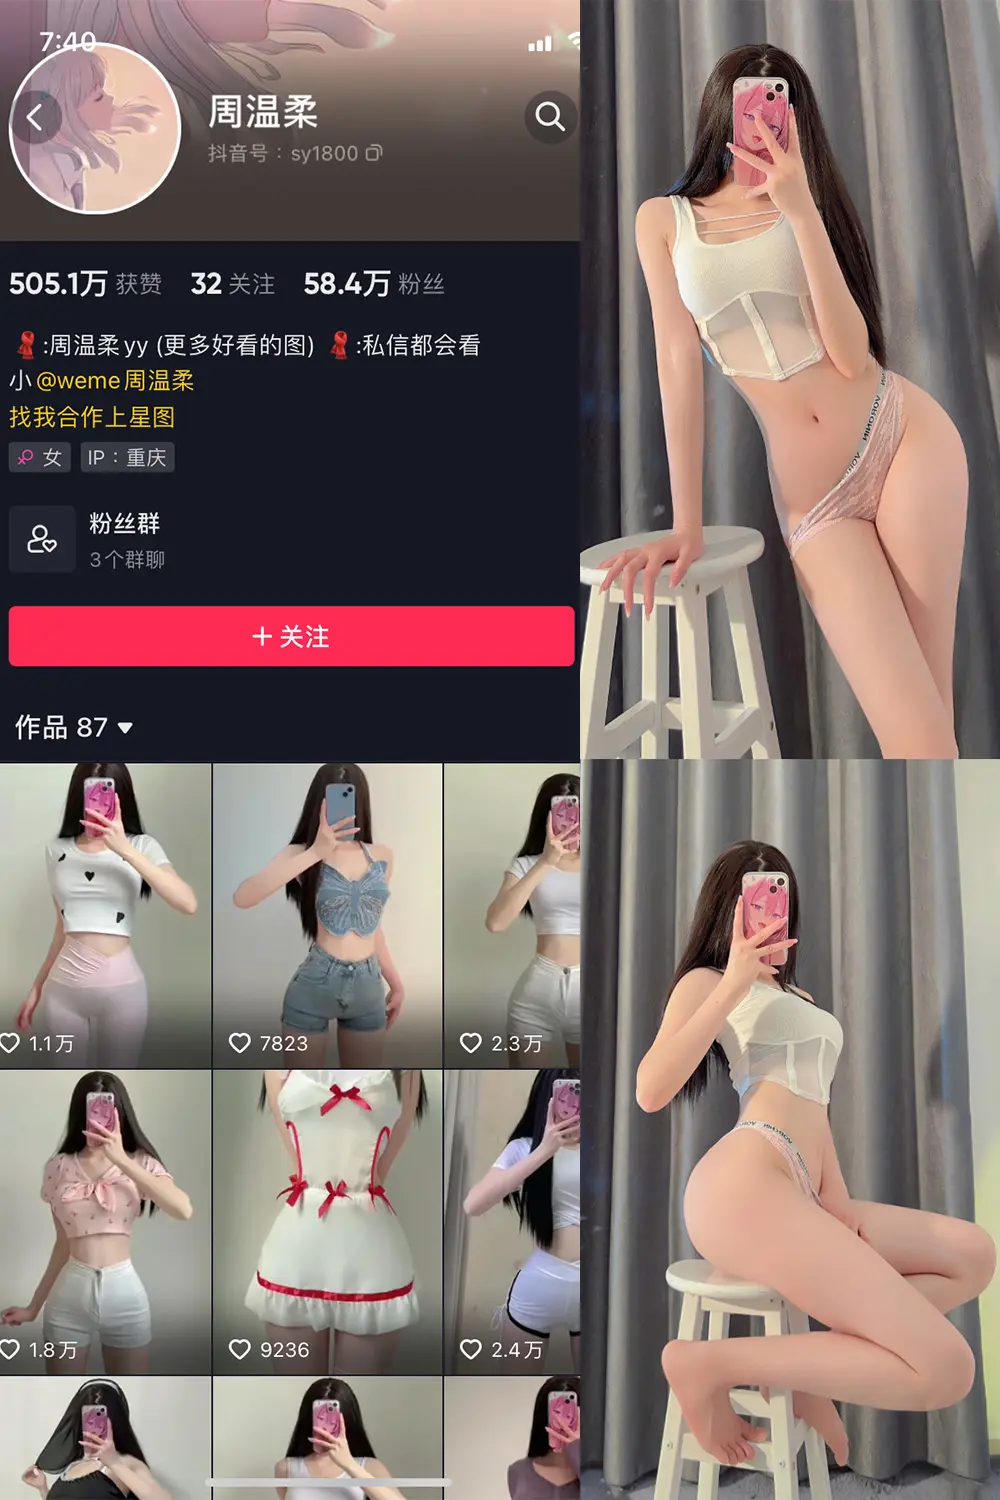 7:40
周温柔
抖音号：sy1800
505.1万 获赞 32 关注 58.4万 粉丝
:周温柔yy (更多好看的图) :私信都会看
小@weme周温柔
找我合作上星图
女 IP：重庆
粉丝群
3个群聊
+ 关注
作品 87
1.1万 7823 2.3万
1.8万 9236 2.4万